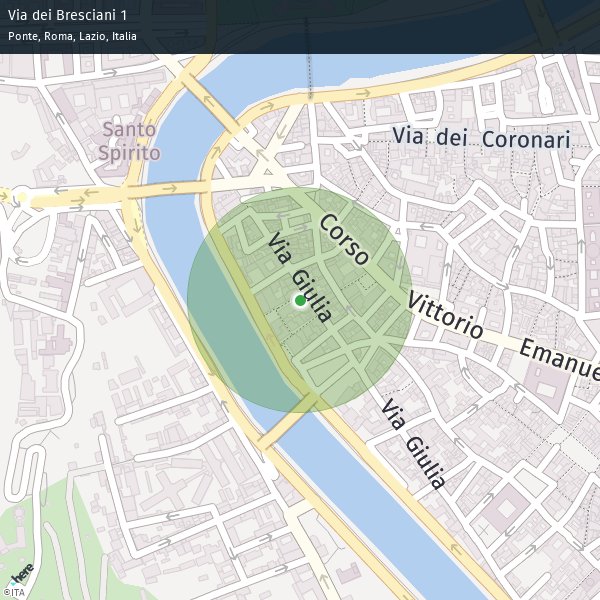 Via dei Bresciani 1
Ponte, Roma, Lazio, Italia
Santo
Spirito
Via dei Coronari
Corso
Vittorio
Emanue
Via Giulia
Via Giulia
here
©ITA